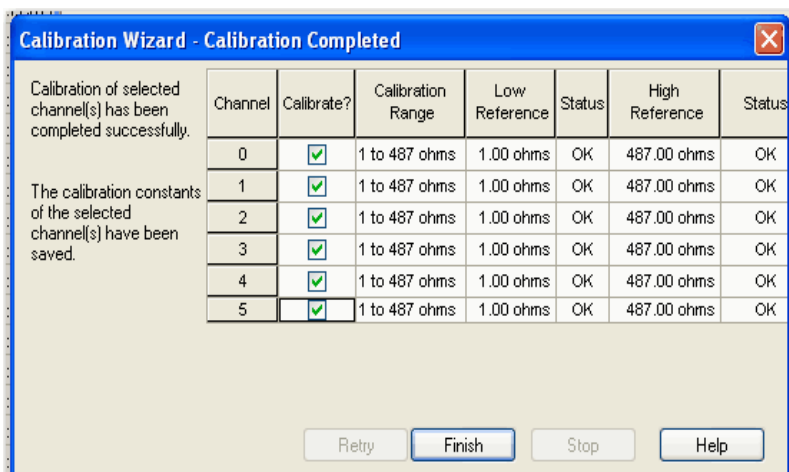 Calibration Wizard - Calibration Completed
Calibration of selected
channel(s) has been
completed successfully.
The calibration constants
of the selected
channel(s) have been
saved.
Channel Calibrate? Calibration Range Low Reference Status High Reference Status
0 1 to 487 ohms 1.00 ohms OK 487.00 ohms OK
1 1 to 487 ohms 1.00 ohms OK 487.00 ohms OK
2 1 to 487 ohms 1.00 ohms OK 487.00 ohms OK
3 1 to 487 ohms 1.00 ohms OK 487.00 ohms OK
4 1 to 487 ohms 1.00 ohms OK 487.00 ohms OK
5 1 to 487 ohms 1.00 ohms OK 487.00 ohms OK
Retry Finish Stop Help